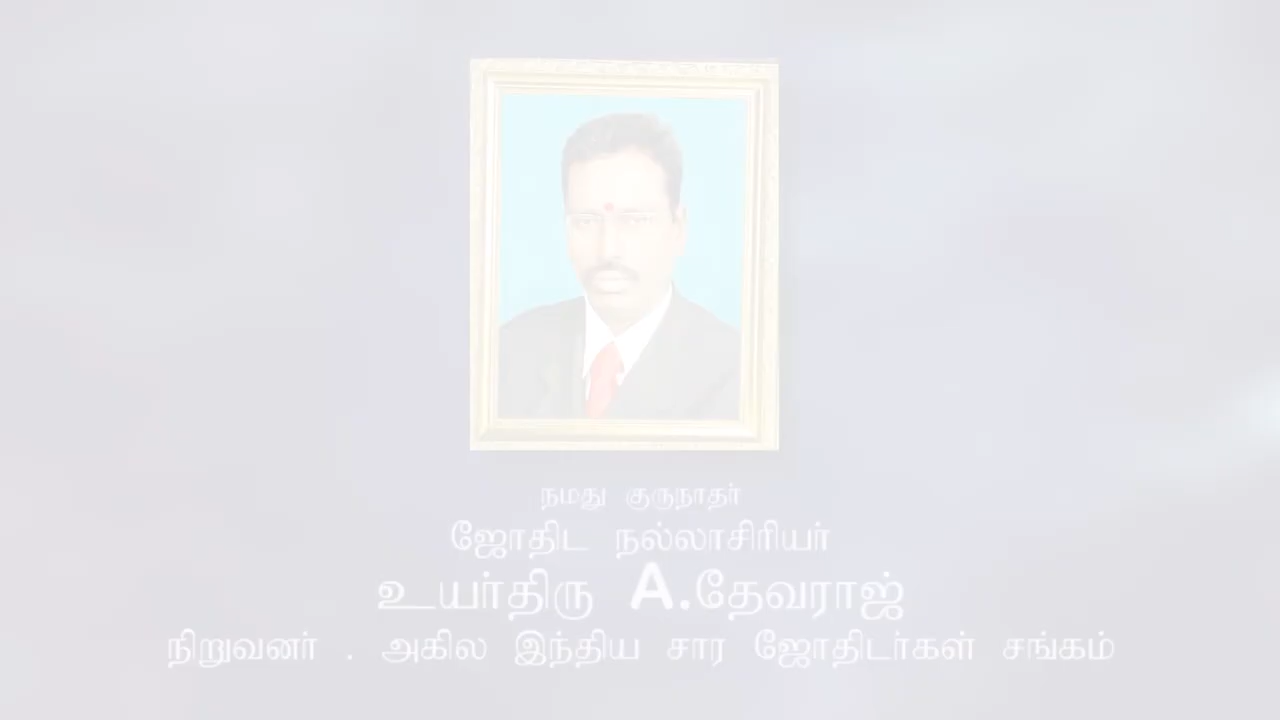 நமது குருநாதர்
ஜோதிட நல்லாசிரியர்
உயர்திரு A.தேவராஜ்
நிறுவனர் . அகில இந்திய சார ஜோதிடர்கள் சங்கம்